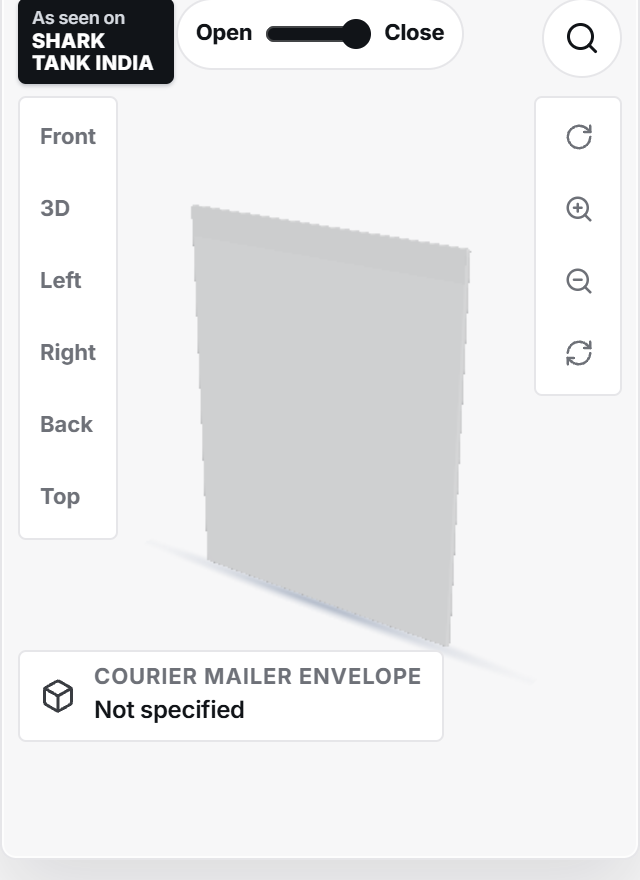 As seen on
SHARK
TANK INDIA
Open Close
Front
3D
Left
Right
Back
Top
COURIER MAILER ENVELOPE
Not specified